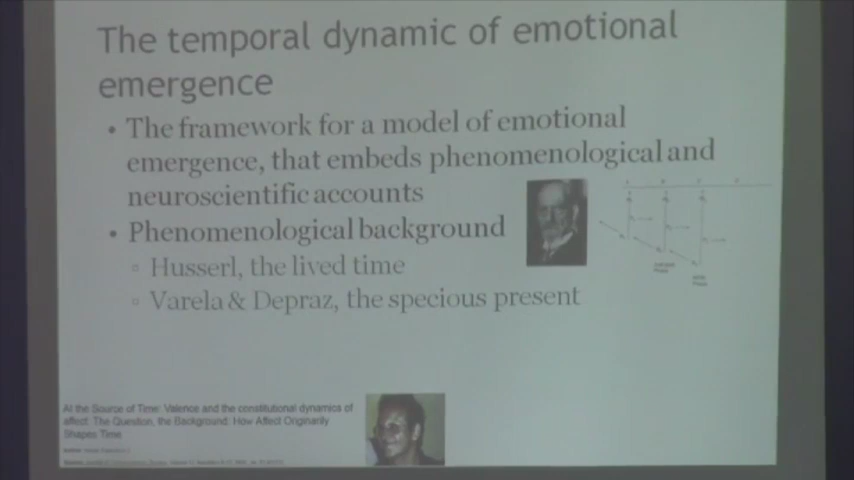 The temporal dynamic of emotional
emergence
• The framework for a model of emotional
emergence, that embeds phenomenological and
neuroscientific accounts
• Phenomenological background
▫ Husserl, the lived time
▫ Varela & Depraz, the specious present
At the Source of Time: Valence and the constitutional dynamics of
affect: The Question, the Background: How Affect Originarily
Shapes Time